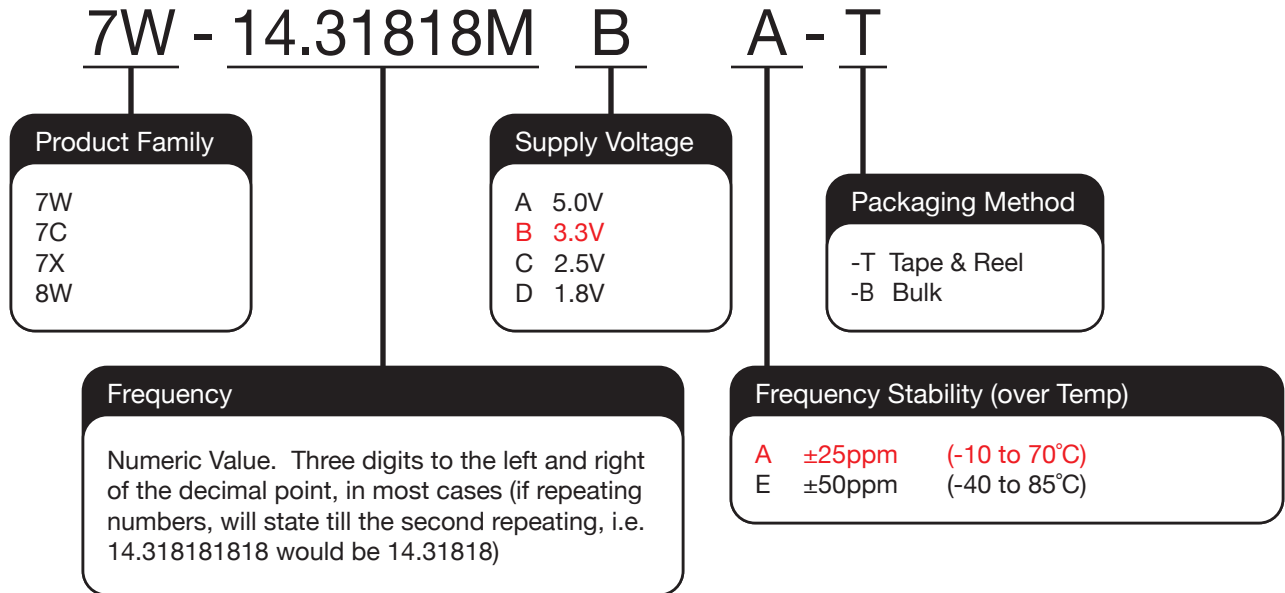 7W - 14.31818M B A - T
Product Family
7W
7C
7X
8W
Supply Voltage
A 5.0V
B 3.3V
C 2.5V
D 1.8V
Packaging Method
-T Tape & Reel
-B Bulk
Frequency
Numeric Value. Three digits to the left and right
of the decimal point, in most cases (if repeating
numbers, will state till the second repeating, i.e.
14.318181818 would be 14.31818)
Frequency Stability (over Temp)
A ±25ppm (-10 to 70°C)
E ±50ppm (-40 to 85°C)